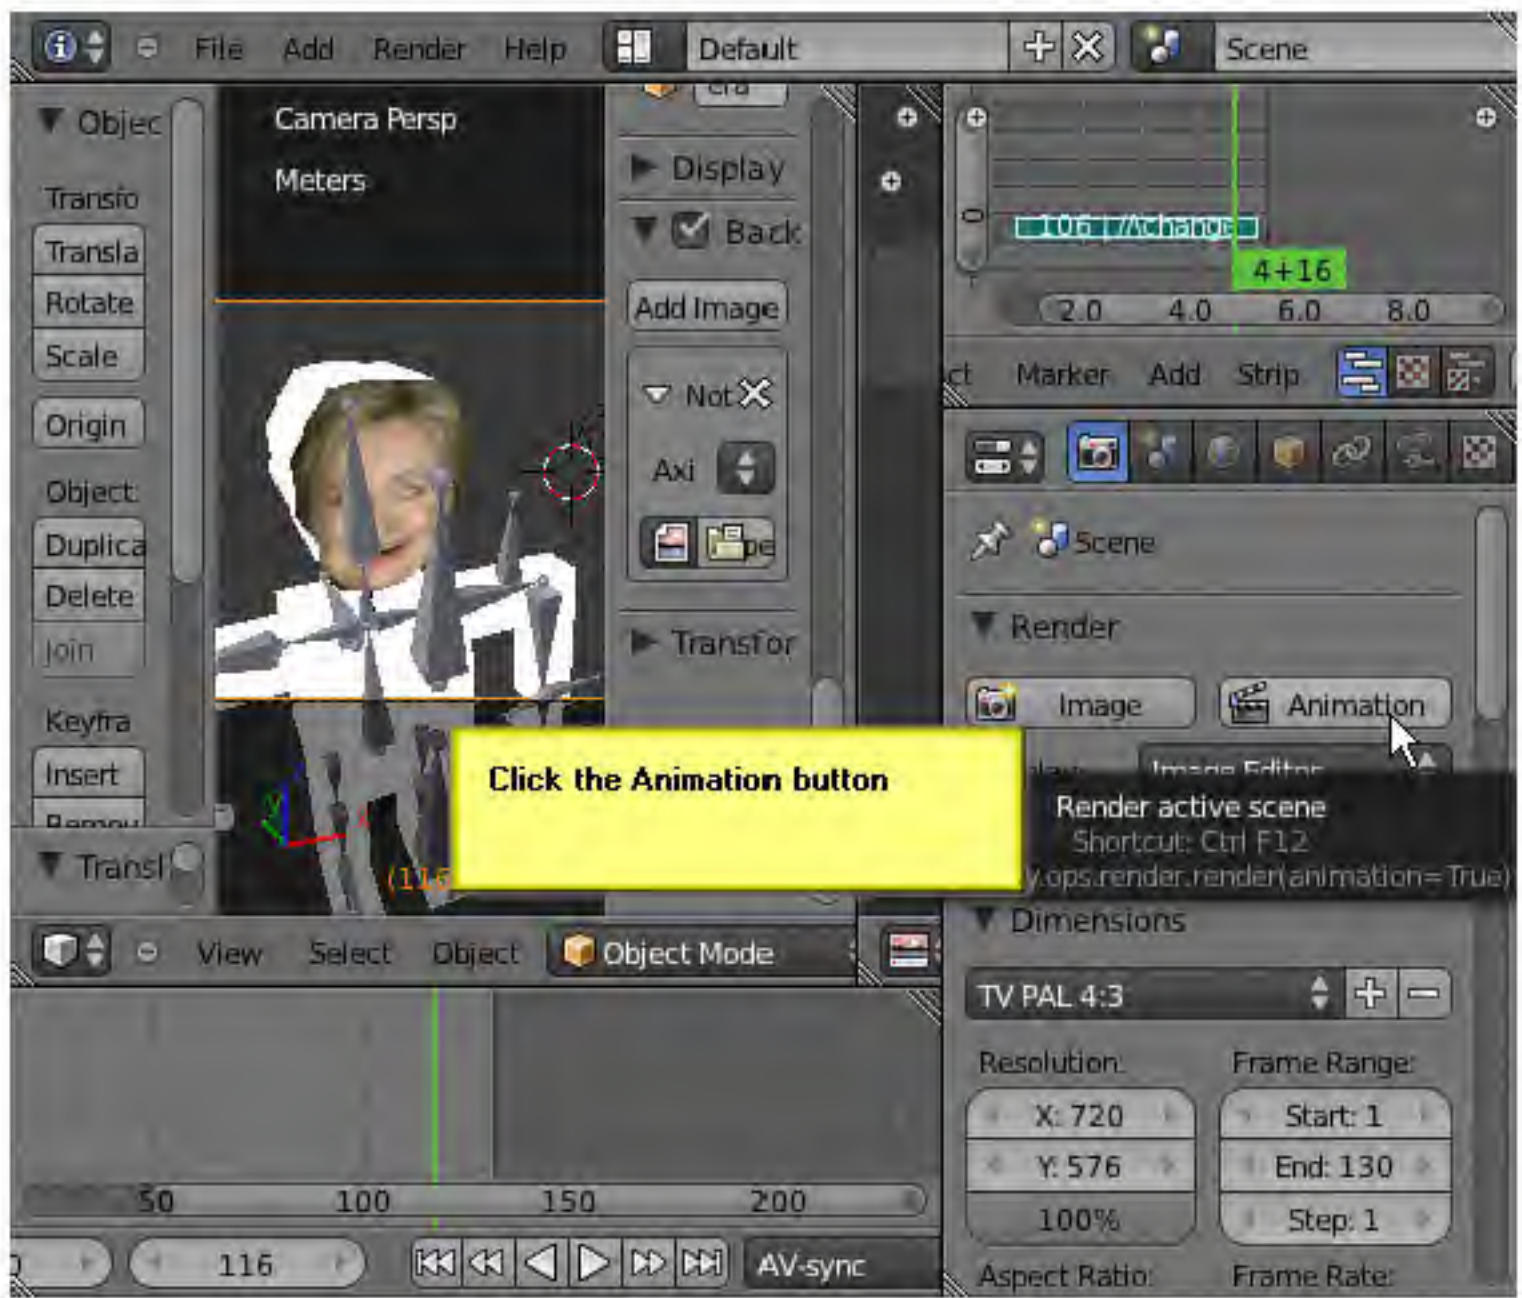 File Add Render Help Default Scene
Objec
Transfo
Transla
Rotate
Scale
Origin
Object:
Duplica
Delete
Join
Keyfra
Insert
Transl
Camera Persp
Meters
Display
Back
Add Image
Not
Axi
Transfor
(116
View Select Object Object Mode
50 100 150 200
116 AV-sync
0
106 | //\change
4+16
2.0 4.0 6.0 8.0
ct Marker Add Strip
Scene
Render
Image Animation
Image Editor
Click the Animation button
Render active scene
Shortcut: Ctrl F12
y.ops.render.render(animation=True)
Dimensions
TV PAL 4:3
Resolution: Frame Range:
X: 720 Start: 1
Y: 576 End: 130
100% Step: 1
Aspect Ratio: Frame Rate: